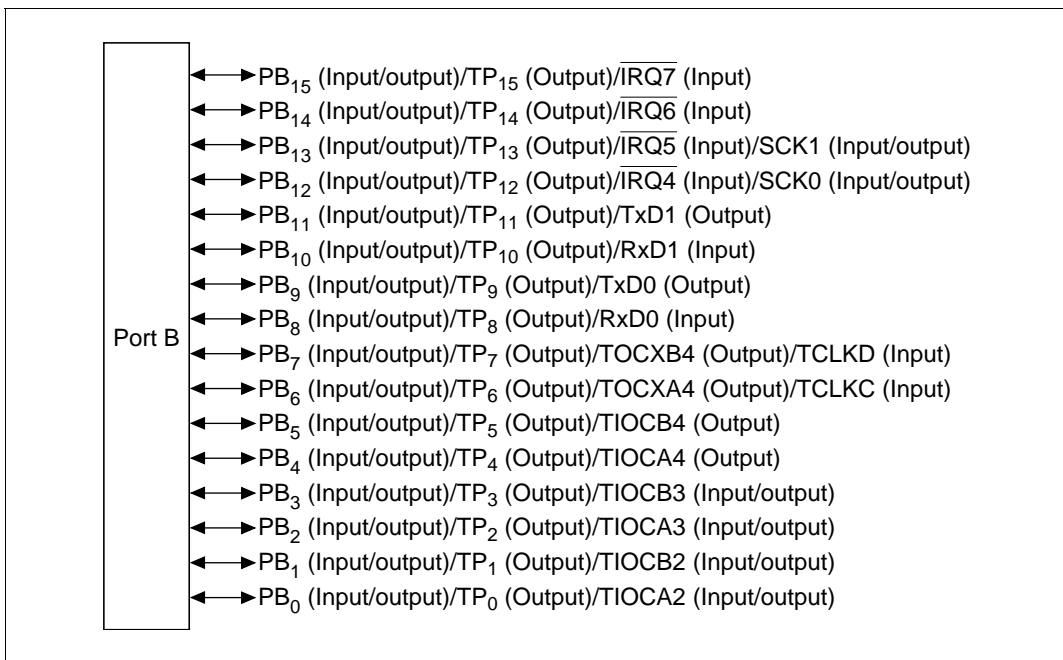 PB₁₅ (Input/output)/TP₁₅ (Output)/I̅R̅Q̅7̅ (Input)
PB₁₄ (Input/output)/TP₁₄ (Output)/I̅R̅Q̅6̅ (Input)
PB₁₃ (Input/output)/TP₁₃ (Output)/I̅R̅Q̅5̅ (Input)/SCK1 (Input/output)
PB₁₂ (Input/output)/TP₁₂ (Output)/I̅R̅Q̅4̅ (Input)/SCK0 (Input/output)
PB₁₁ (Input/output)/TP₁₁ (Output)/TxD1 (Output)
PB₁₀ (Input/output)/TP₁₀ (Output)/RxD1 (Input)
PB₉ (Input/output)/TP₉ (Output)/TxD0 (Output)
PB₈ (Input/output)/TP₈ (Output)/RxD0 (Input)
Port B
PB₇ (Input/output)/TP₇ (Output)/TOCXB4 (Output)/TCLKD (Input)
PB₆ (Input/output)/TP₆ (Output)/TOCXA4 (Output)/TCLKC (Input)
PB₅ (Input/output)/TP₅ (Output)/TIOCB4 (Output)
PB₄ (Input/output)/TP₄ (Output)/TIOCA4 (Output)
PB₃ (Input/output)/TP₃ (Output)/TIOCB3 (Input/output)
PB₂ (Input/output)/TP₂ (Output)/TIOCA3 (Input/output)
PB₁ (Input/output)/TP₁ (Output)/TIOCB2 (Input/output)
PB₀ (Input/output)/TP₀ (Output)/TIOCA2 (Input/output)